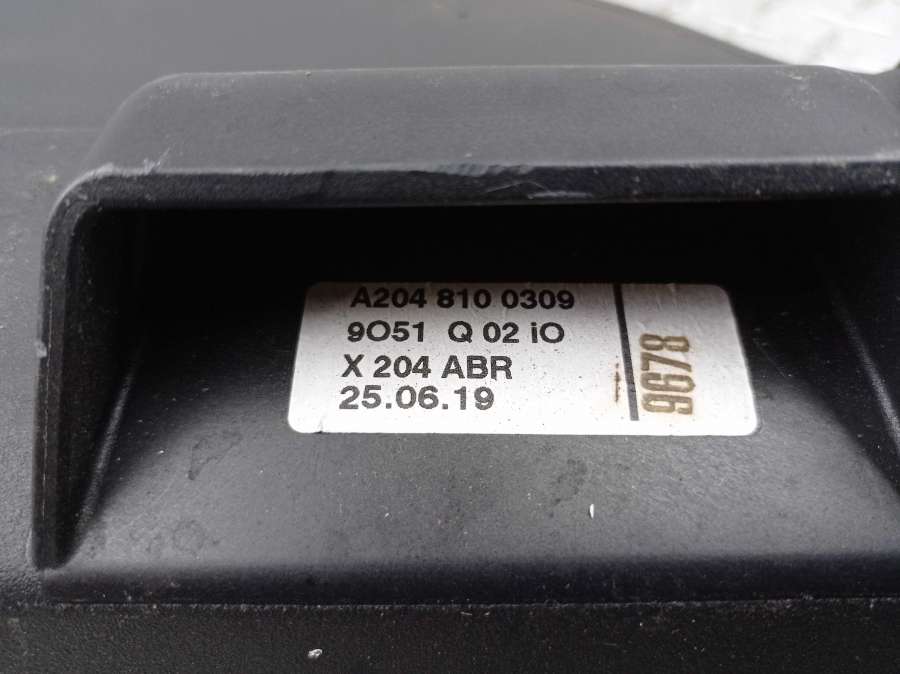 A204 810 0309
9O51 Q 02 iO
X 204 ABR
25.06.19
9678